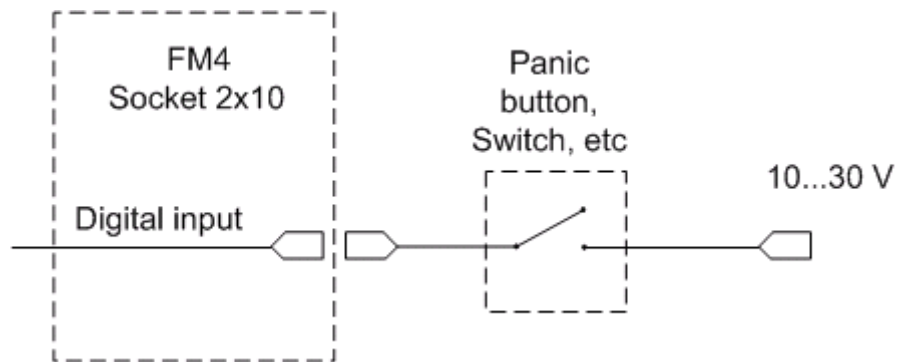 FM4
Socket 2x10
Panic
button,
Switch, etc
10...30 V
Digital input